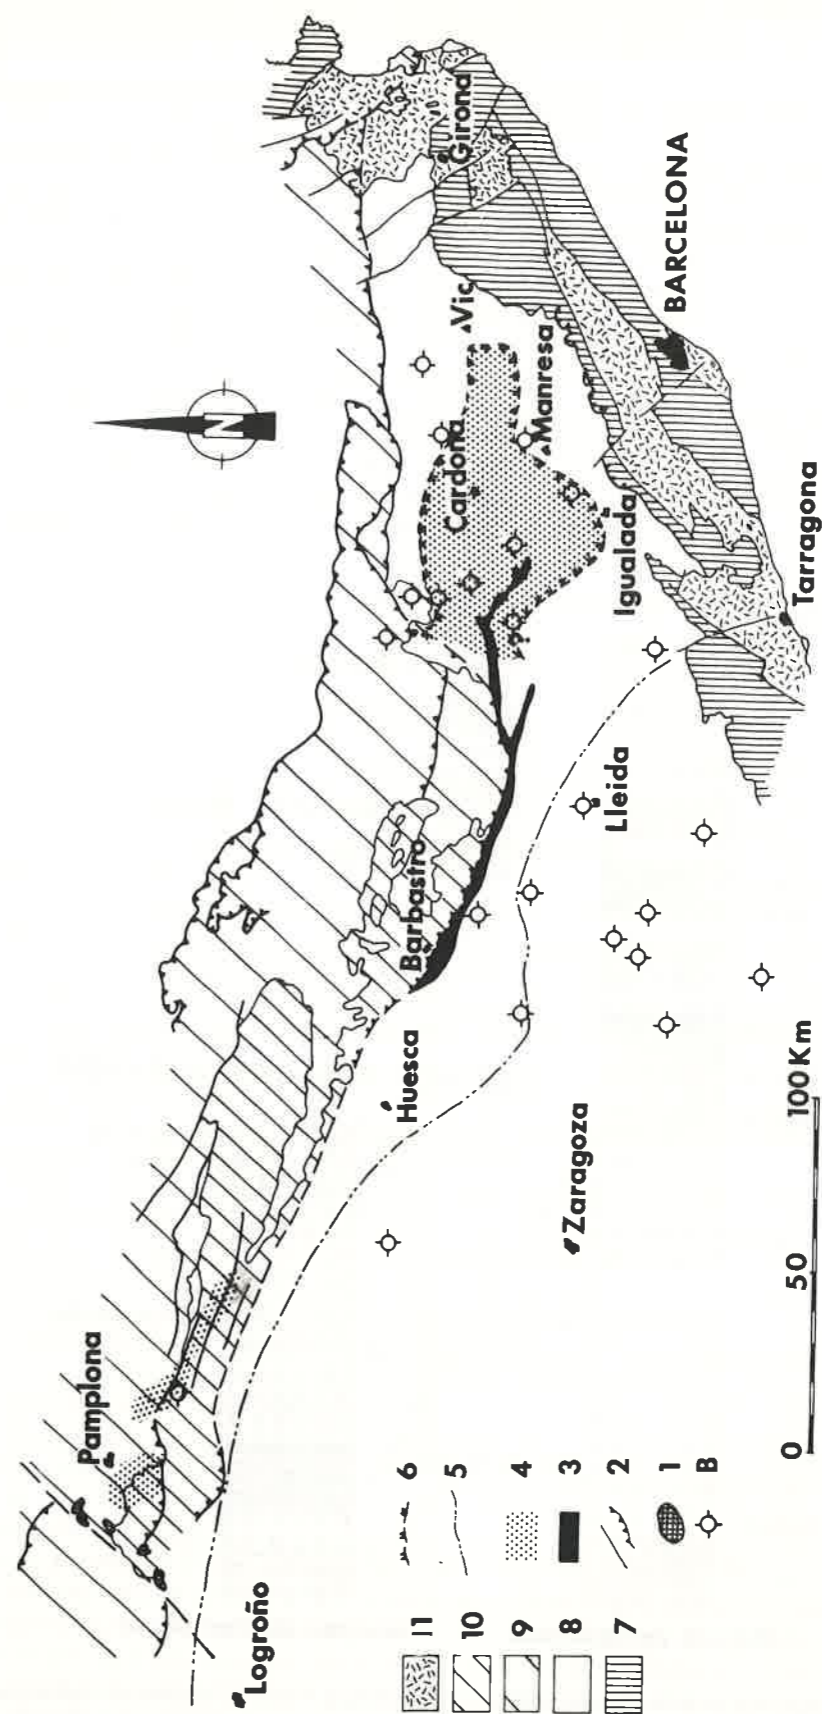 Pamplona
Logroño
Huesca
Zaragoza
Barbastro
Lleida
Cardona
Vic
Manresa
Igualada
Girona
BARCELONA
Tarragona
N
?
0 50 100 Km
11
10
9
8
7
6
5
4
3
2
1
B